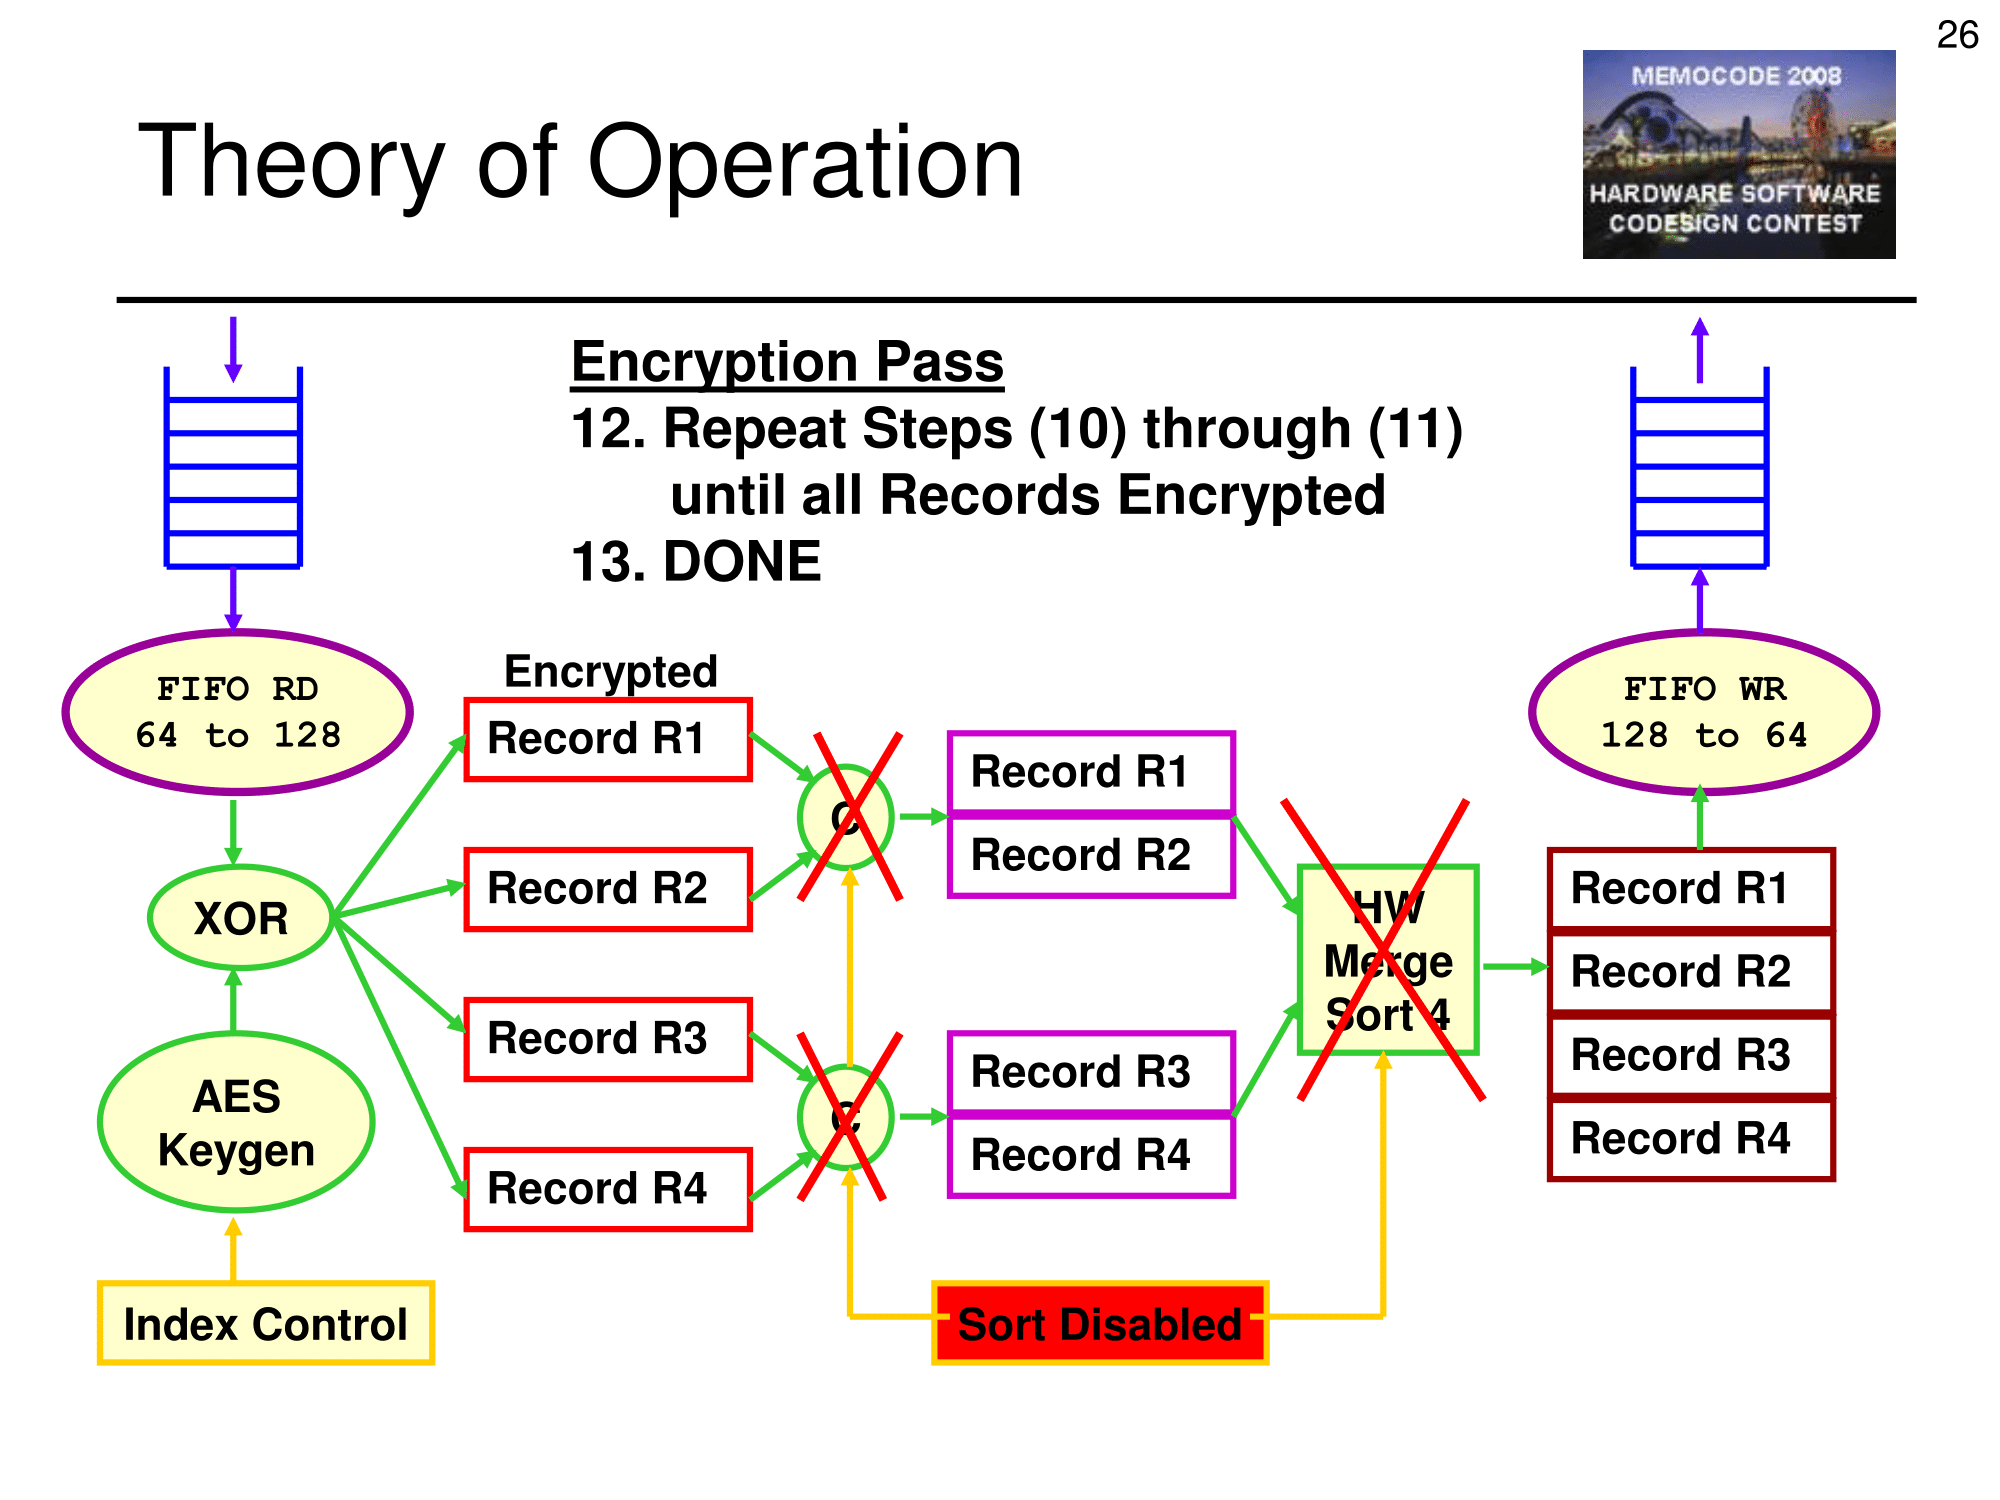 26
MEMOCODE 2008
HARDWARE SOFTWARE
CODESIGN CONTEST
Theory of Operation
Encryption Pass
12. Repeat Steps (10) through (11)
until all Records Encrypted
13. DONE
FIFO RD
64 to 128
XOR
AES
Keygen
Index Control
Encrypted
Record R1
Record R2
Record R3
Record R4
C
C
Record R1
Record R2
Record R3
Record R4
Sort Disabled
HW
Merge
Sort 4
FIFO WR
128 to 64
Record R1
Record R2
Record R3
Record R4